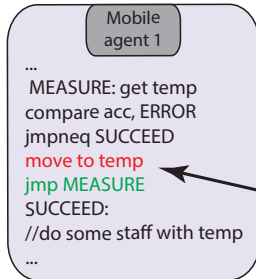 Mobile
agent 1
...
MEASURE: get temp
compare acc, ERROR
jmpneq SUCCEED
move to temp
jmp MEASURE
SUCCEED:
//do some staff with temp
...